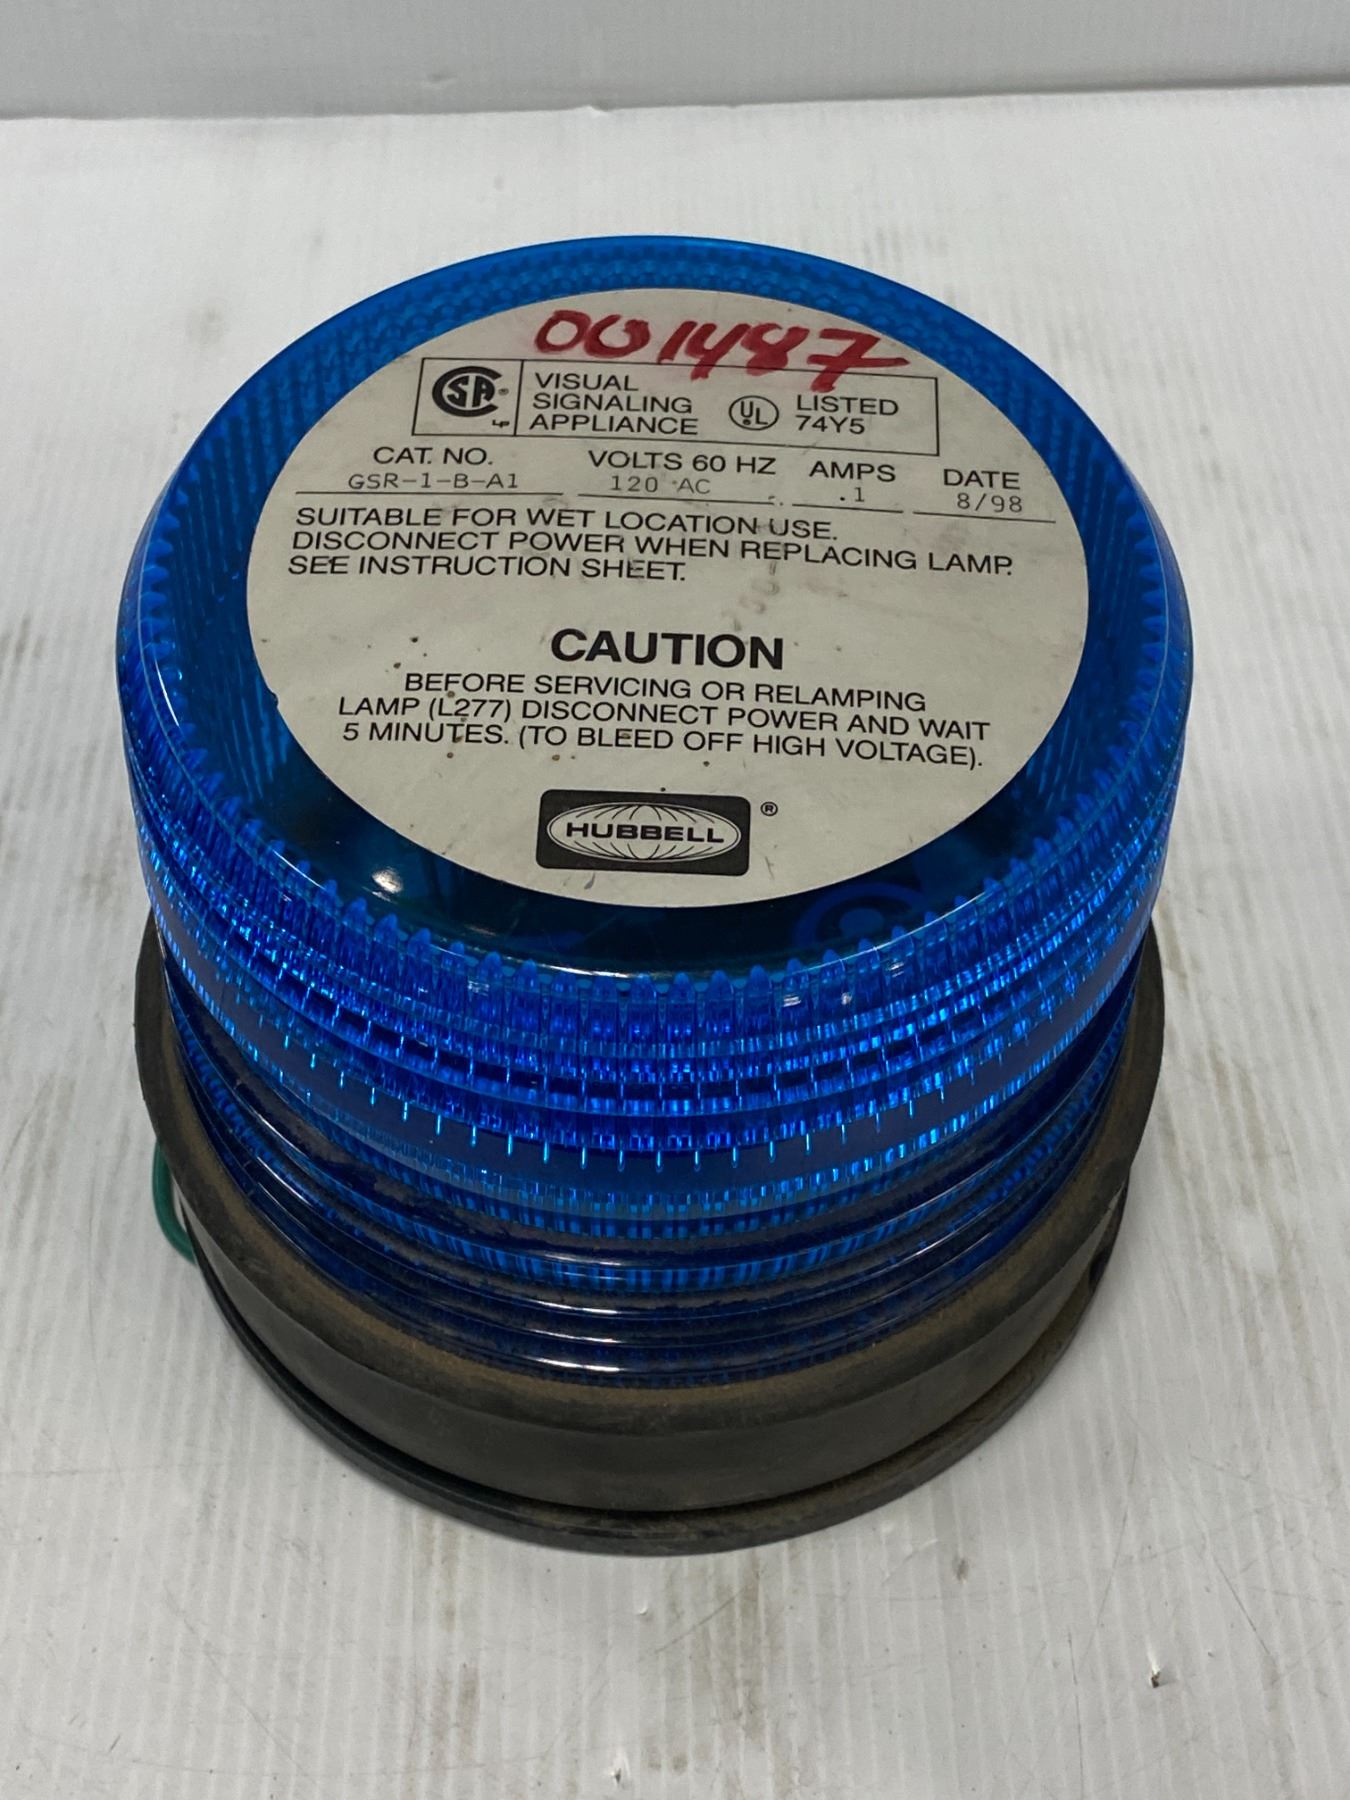 001487
CSA ® VISUAL
SIGNALING
APPLIANCE
UL LISTED
74Y5
CAT. NO. VOLTS 60 HZ AMPS DATE
GSR-1-B-A1 120 AC .1 8/98
SUITABLE FOR WET LOCATION USE.
DISCONNECT POWER WHEN REPLACING LAMP.
SEE INSTRUCTION SHEET.
CAUTION
BEFORE SERVICING OR RELAMPING
LAMP (L277) DISCONNECT POWER AND WAIT
5 MINUTES. (TO BLEED OFF HIGH VOLTAGE).
HUBBELL ®